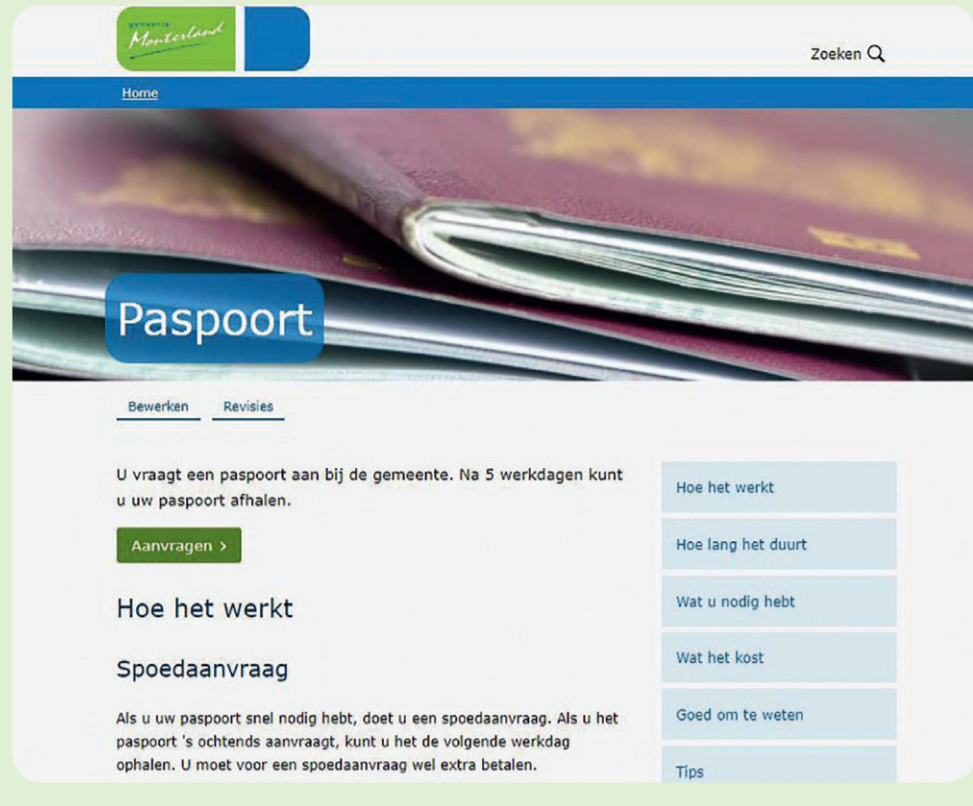 gemeente
Montferland
Zoeken
Home
Paspoort
Bewerken Revisies
U vraagt een paspoort aan bij de gemeente. Na 5 werkdagen kunt
u uw paspoort afhalen.
Aanvragen >
Hoe het werkt
Spoedaanvraag
Als u uw paspoort snel nodig hebt, doet u een spoedaanvraag. Als u het
paspoort 's ochtends aanvraagt, kunt u het de volgende werkdag
ophalen. U moet voor een spoedaanvraag wel extra betalen.
Hoe het werkt
Hoe lang het duurt
Wat u nodig hebt
Wat het kost
Goed om te weten
Tips